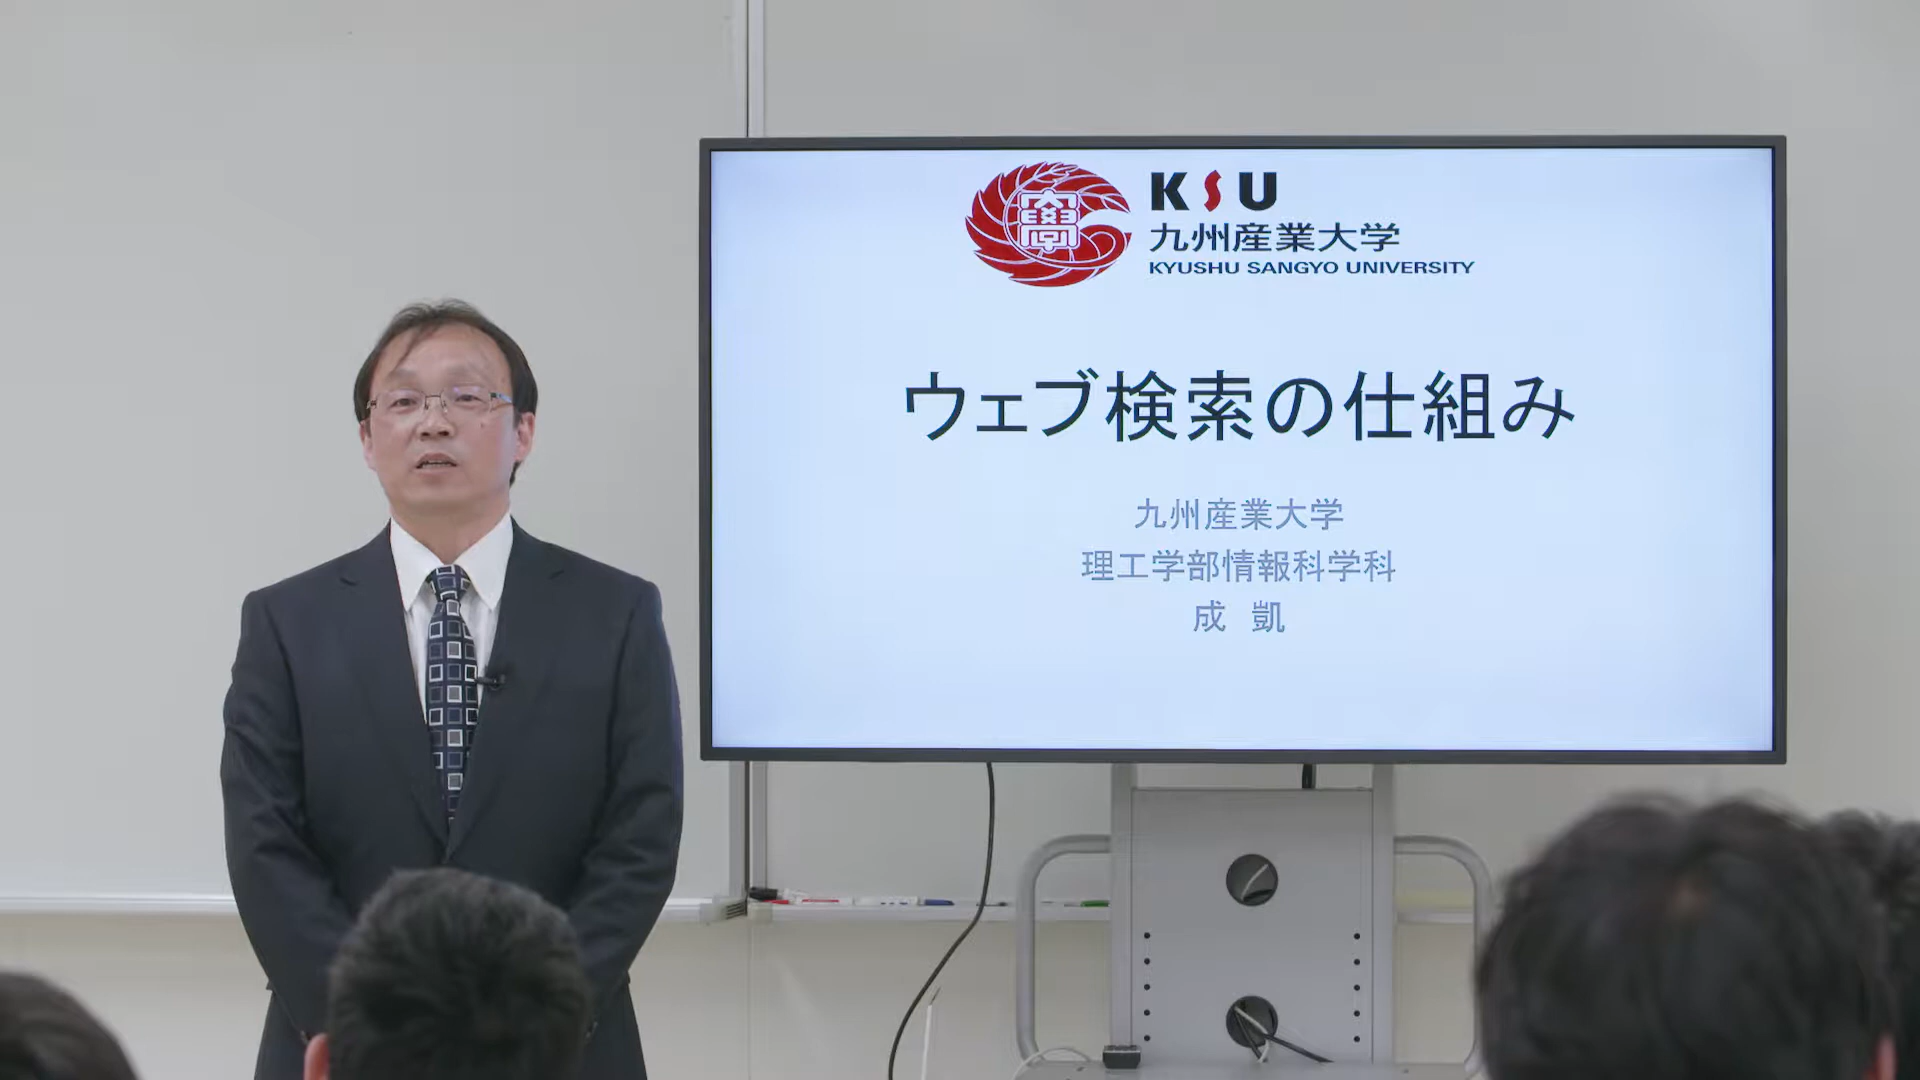 學
KSU
九州産業大学
KYUSHU SANGYO UNIVERSITY
ウェブ検索の仕組み
九州産業大学
理工学部情報科学科
成 凱